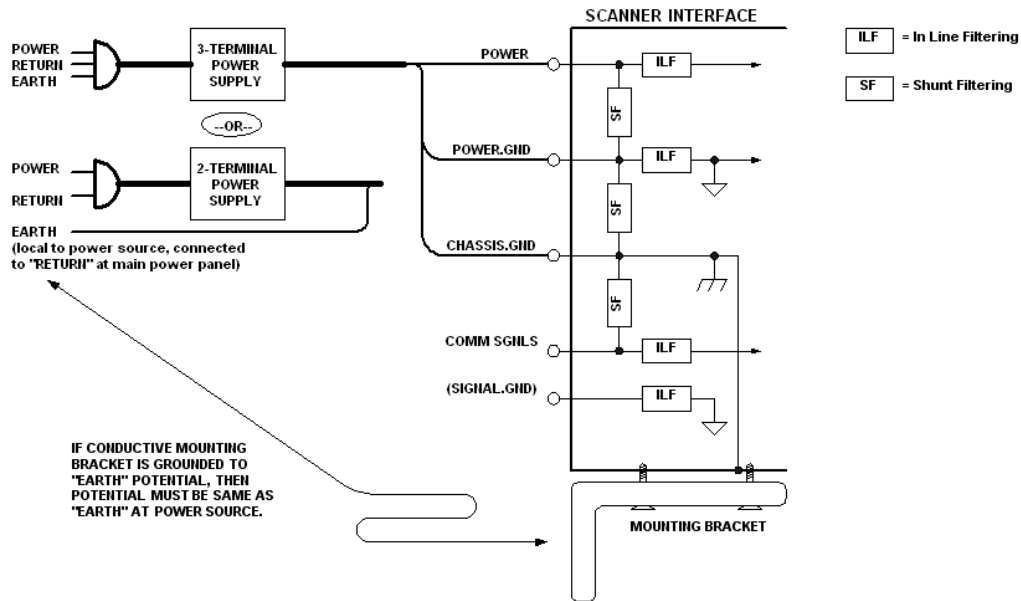 SCANNER INTERFACE
POWER
RETURN
EARTH
3-TERMINAL
POWER
SUPPLY
POWER
ILF
ILF = In Line Filtering
SF = Shunt Filtering
--OR--
SF
POWER
RETURN
2-TERMINAL
POWER
SUPPLY
POWER.GND
ILF
EARTH
(local to power source, connected
to "RETURN" at main power panel)
SF
CHASSIS.GND
SF
COMM SGNLS
ILF
(SIGNAL.GND)
ILF
IF CONDUCTIVE MOUNTING
BRACKET IS GROUNDED TO
"EARTH" POTENTIAL, THEN
POTENTIAL MUST BE SAME AS
"EARTH" AT POWER SOURCE.
MOUNTING BRACKET